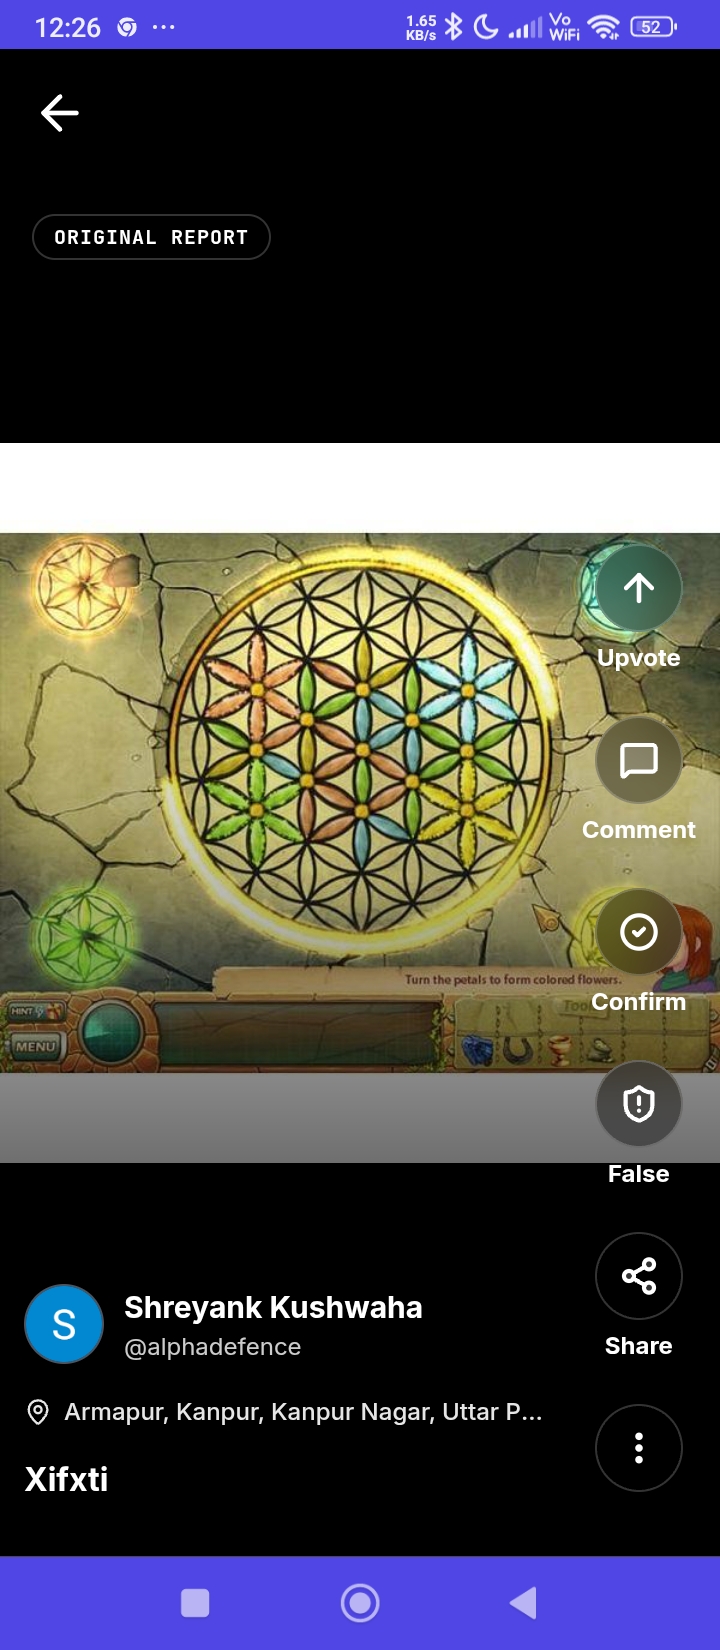 12:26
1.65
KB/s
Vo
WiFi
52
ORIGINAL REPORT
Upvote
Comment
Turn the petals to form colored flowers.
Confirm
HINT
MENU
False
Shreyank Kushwaha
@alphadefence
Share
Armapur, Kanpur, Kanpur Nagar, Uttar P...
Xifxti
S